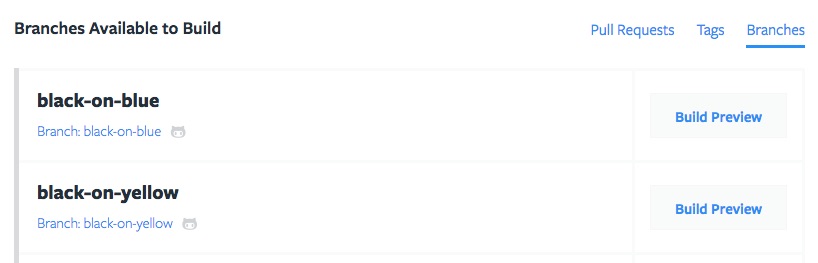 Branches Available to Build
Pull Requests Tags Branches
black-on-blue
Branch: black-on-blue
Build Preview
black-on-yellow
Branch: black-on-yellow
Build Preview